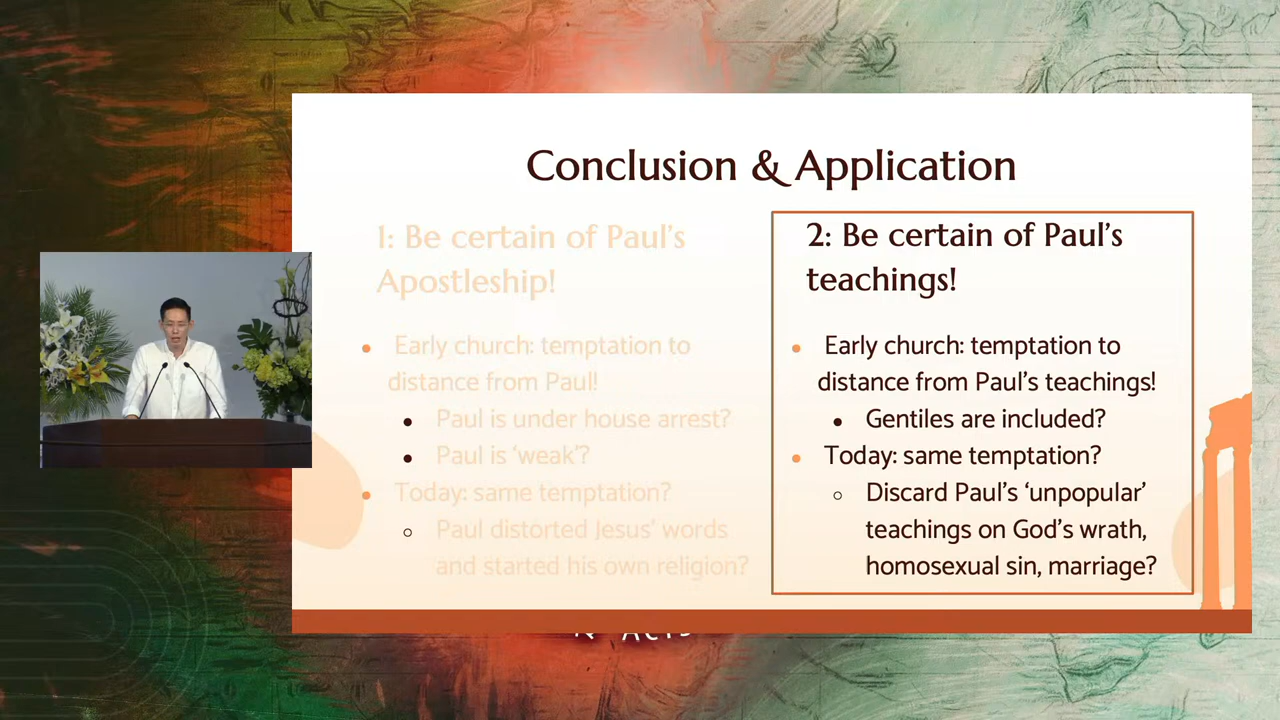 Conclusion & Application
1: Be certain of Paul's
Apostleship!
Early church: temptation to
distance from Paul!
Paul is under house arrest?
Paul is 'weak'?
Today: same temptation?
Paul distorted Jesus' words
and started his own religion?
2: Be certain of Paul's
teachings!
Early church: temptation to
distance from Paul's teachings!
Gentiles are included?
Today: same temptation?
Discard Paul's 'unpopular'
teachings on God's wrath,
homosexual sin, marriage?
ACTS